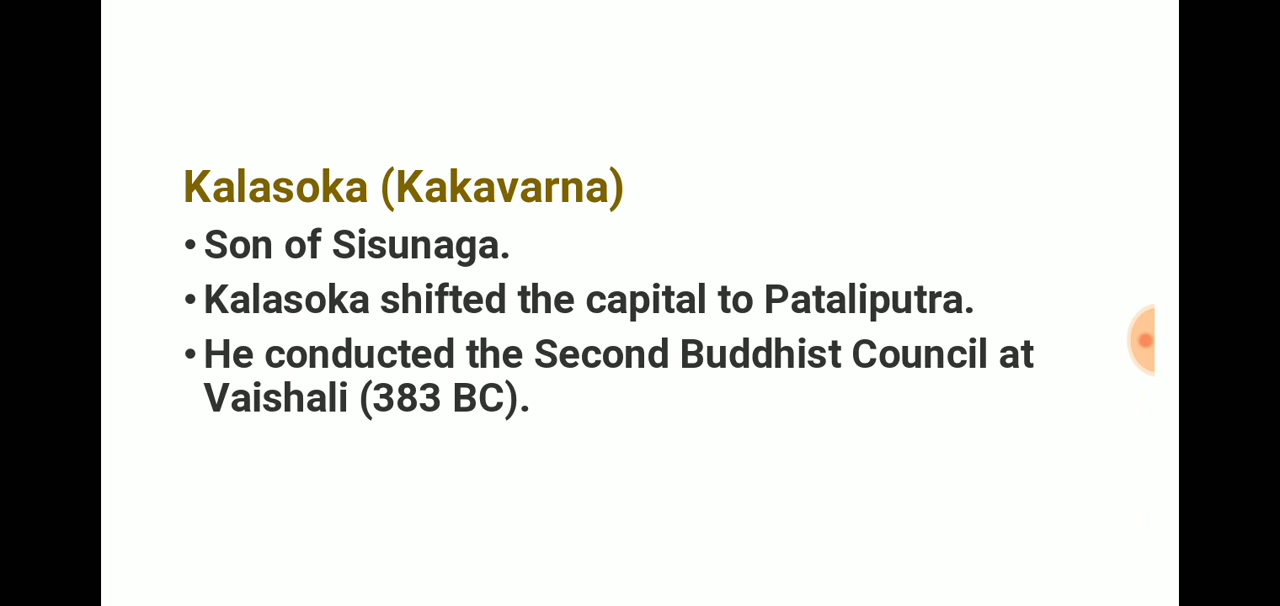 Kalasoka (Kakavarna)
• Son of Sisunaga.
• Kalasoka shifted the capital to Pataliputra.
• He conducted the Second Buddhist Council at
Vaishali (383 BC).